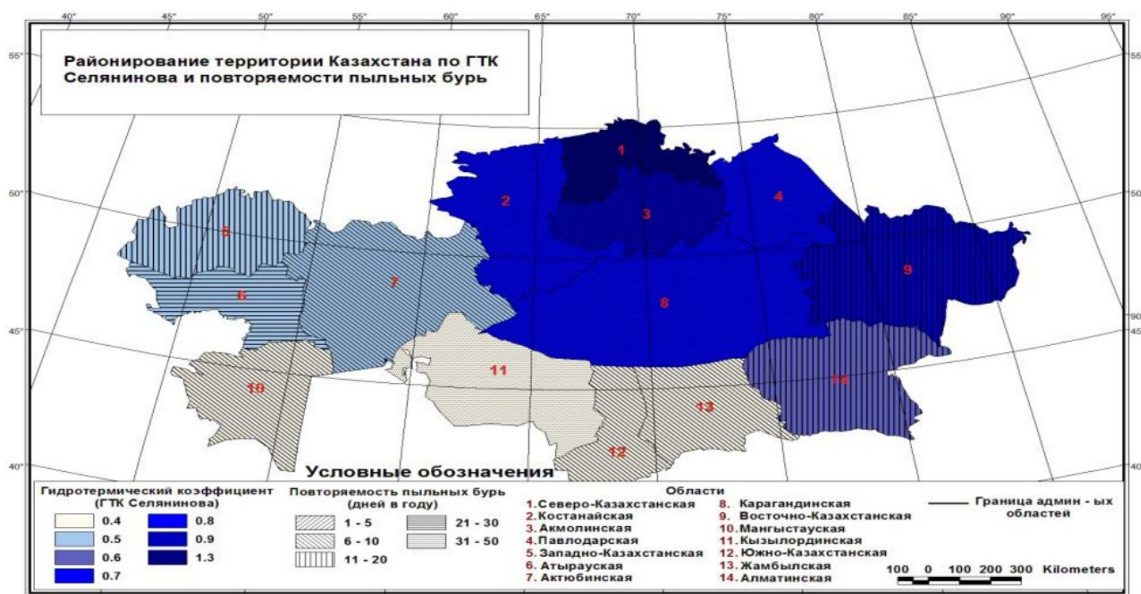 40° 45° 50° 55° 60° 65° 70° 75° 80° 85° 90° 95°
Районирование территории Казахстана по ГТК
Селянинова и повторяемости пыльных бурь
55° 55°
1
50° 2 3 4 50°
5
6 7 8 9
45° 90°
45°
10 11 13 14
12
40° 40°
Условные обозначения
Гидротермический коэффициент
(ГТК Селянинова)
0.4 0.8
0.5 0.9
0.6 1.3
0.7
Повторяемость пыльных бурь
(дней в году)
1 - 5 21 - 30
6 - 10 31 - 50
11 - 20
Области
1. Северо-Казахстанская
2. Костанайская
3. Акмолинская
4. Павлодарская
5. Западно-Казахстанская
6. Атырауская
7. Актюбинская
8. Карагандинская
9. Восточно-Казахстанская
10. Мангыстауская
11. Кызылординская
12. Южно-Казахстанская
13. Жамбылская
14. Алматинская
Граница админ - ых
областей
100 0 100 200 300 Kilometers